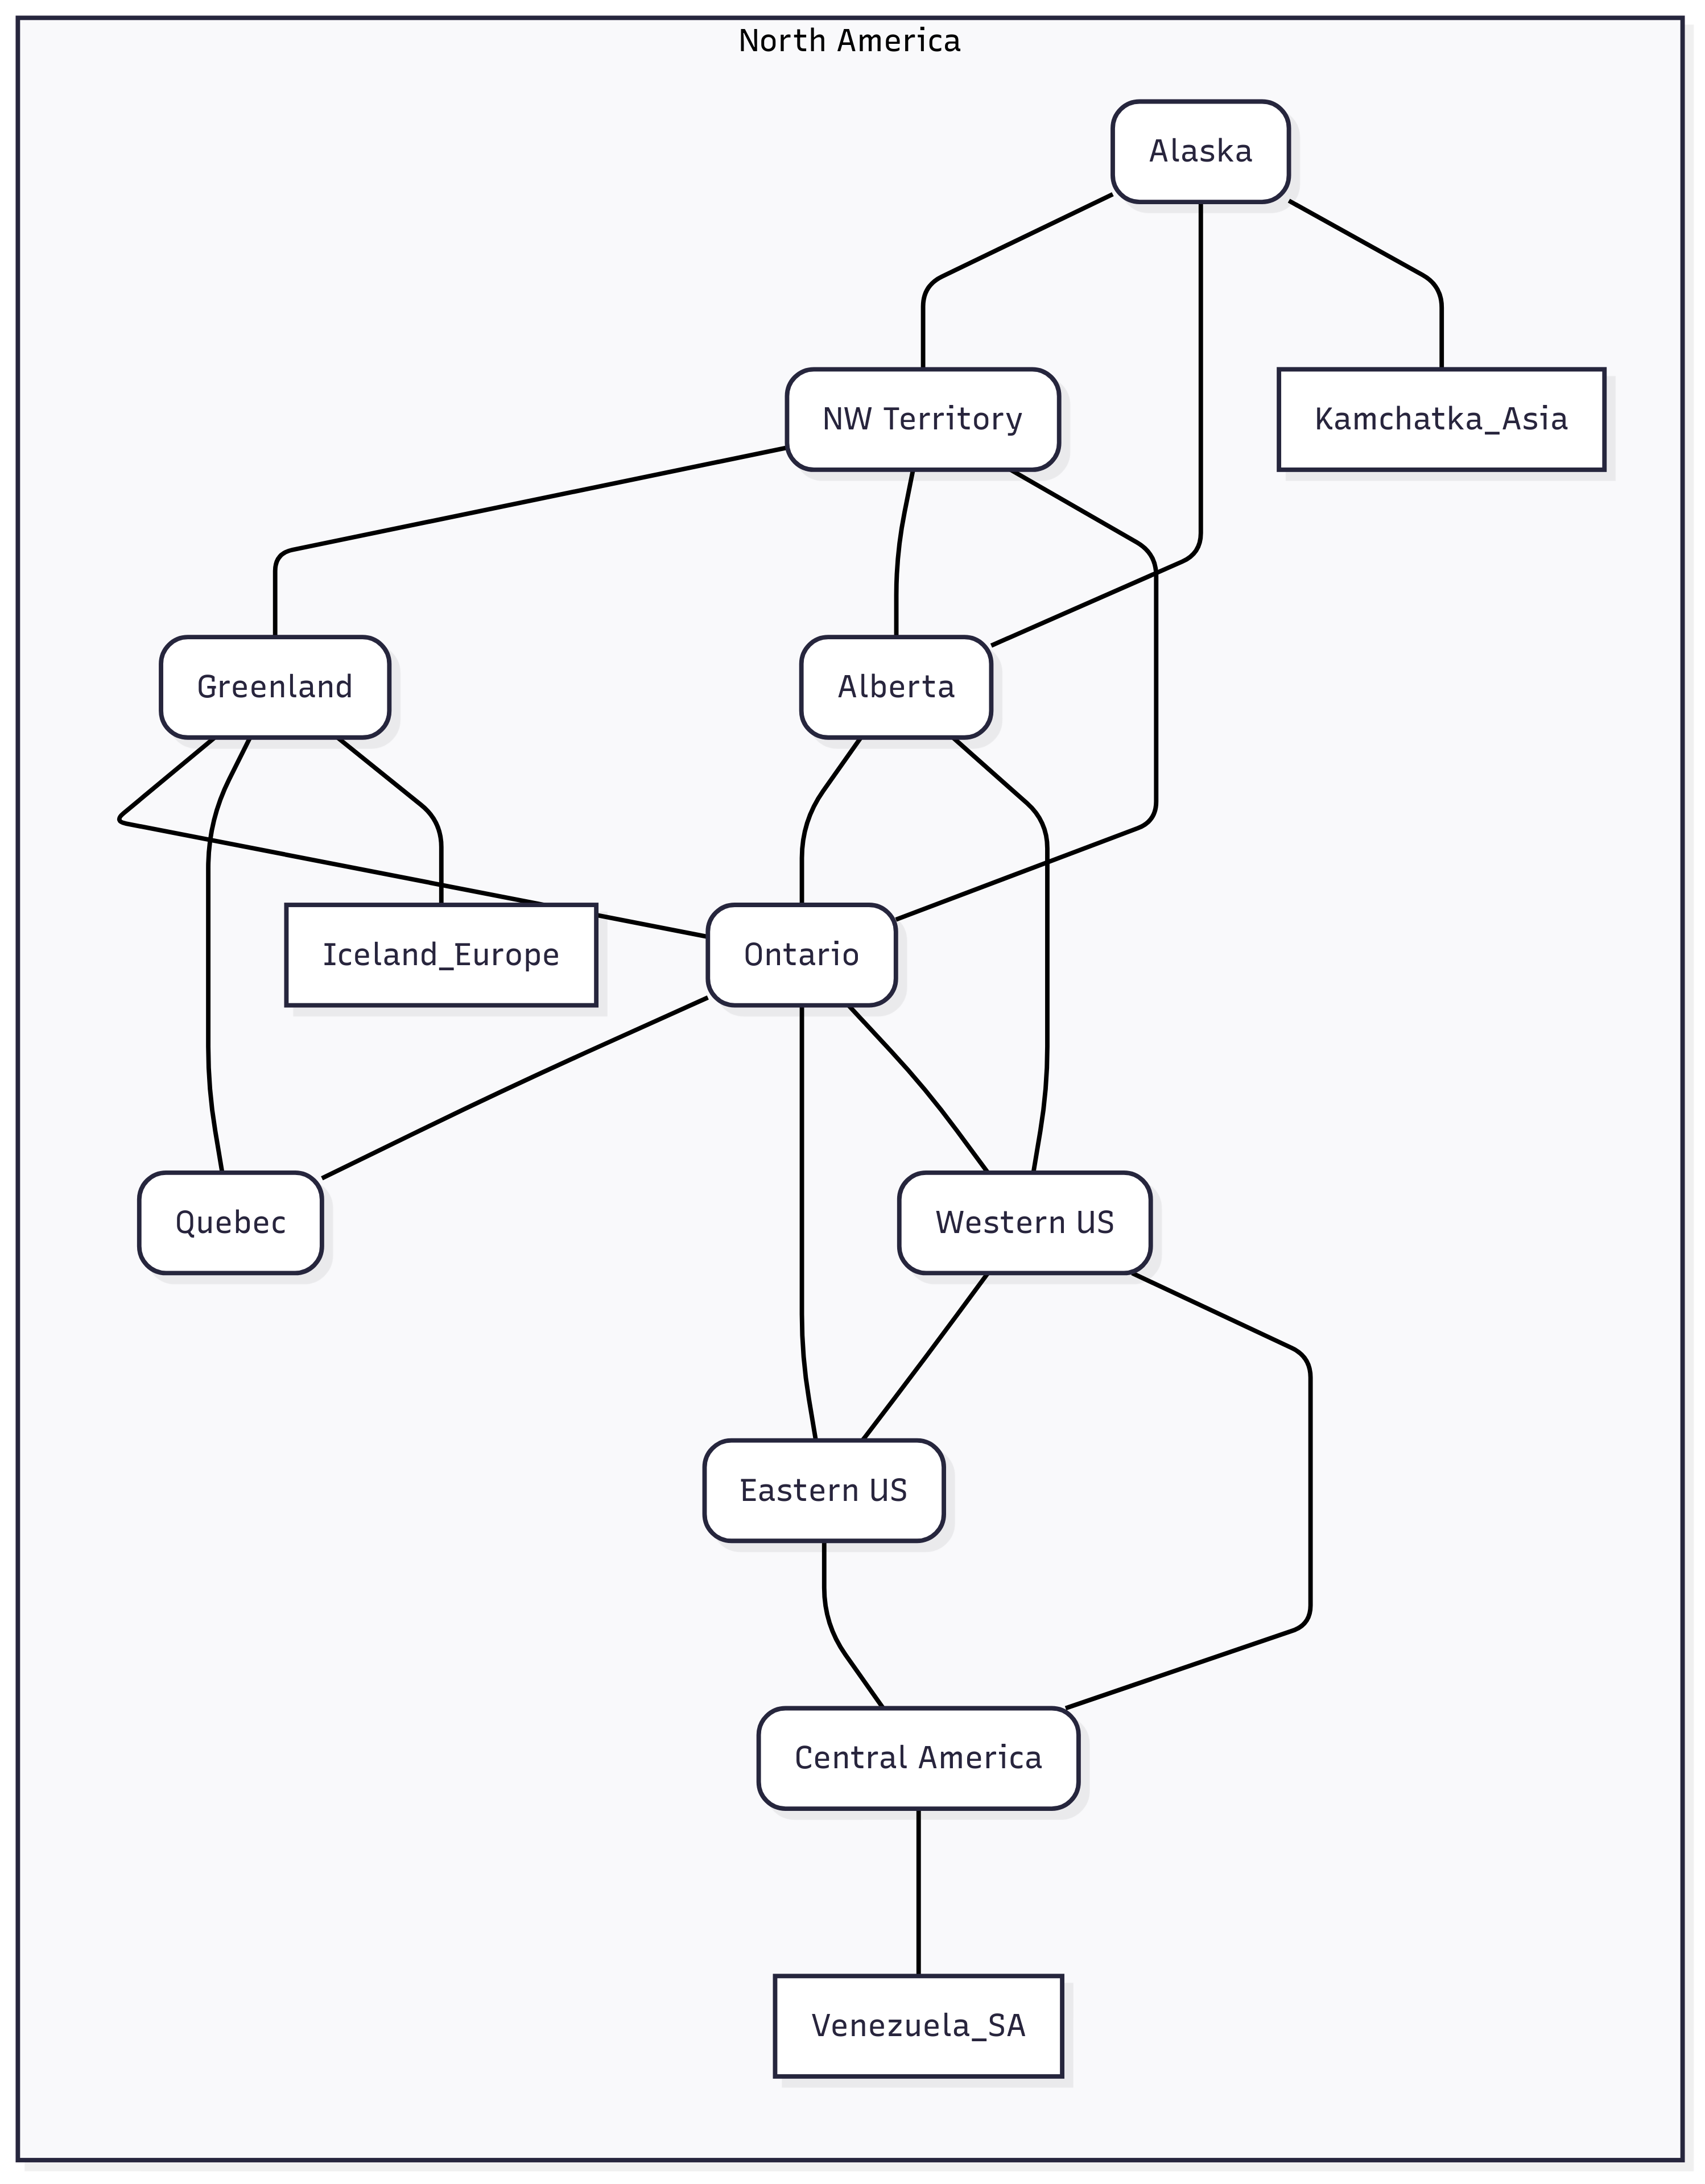 North America
Alaska
NW Territory
Kamchatka_Asia
Greenland
Alberta
Iceland_Europe
Ontario
Quebec
Western US
Eastern US
Central America
Venezuela_SA